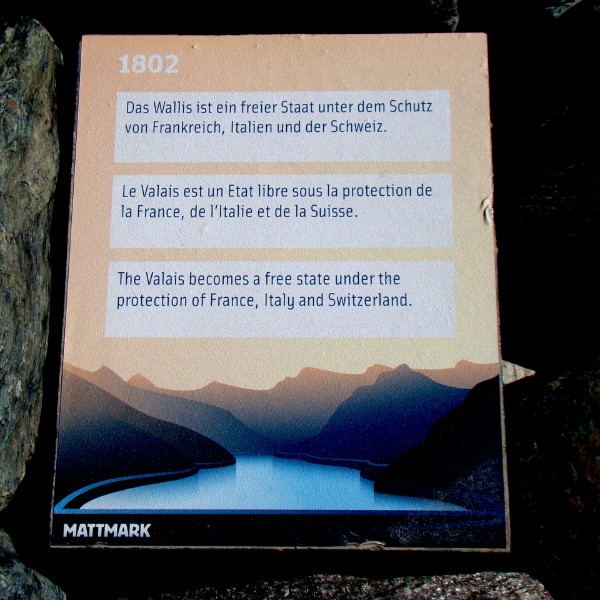 1802
Das Wallis ist ein freier Staat unter dem Schutz
von Frankreich, Italien und der Schweiz.
Le Valais est un Etat libre sous la protection de
la France, de l'Italie et de la Suisse.
The Valais becomes a free state under the
protection of France, Italy and Switzerland.
MATTMARK